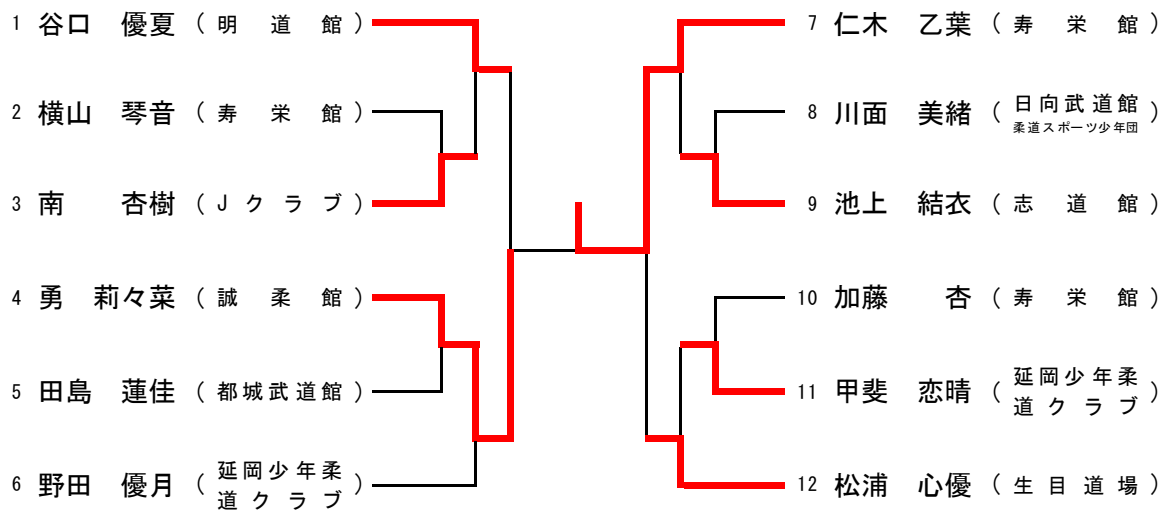 1 谷口 優夏 (明道館)
2 横山 琴音 (寿栄館)
3 南 杏樹 (Jクラブ)
4 勇 莉々菜 (誠柔館)
5 田島 蓮佳 (都城武道館)
6 野田 優月 (延岡少年柔
道クラブ)
7 仁木 乙葉 (寿栄館)
8 川面 美緒 (日向武道館
柔道スポーツ少年団)
9 池上 結衣 (志道館)
10 加藤 杏 (寿栄館)
11 甲斐 恋晴 (延岡少年柔
道クラブ)
12 松浦 心優 (生目道場)